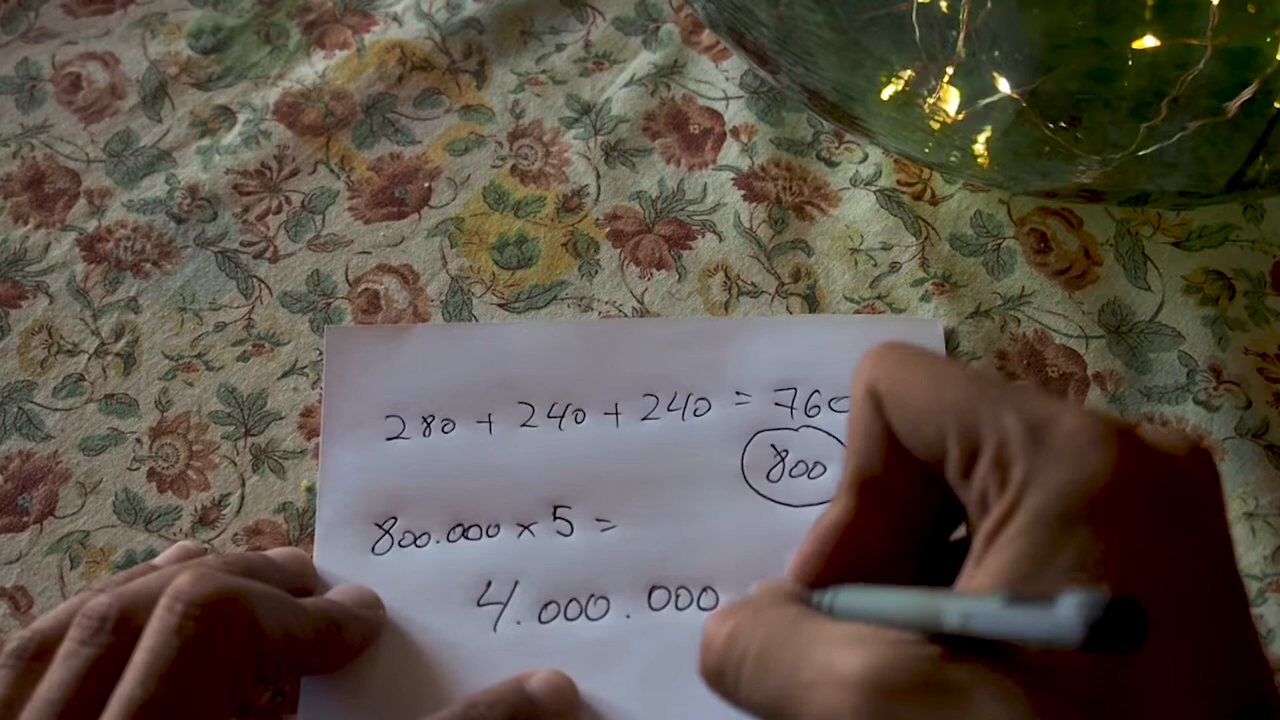 280 + 240 + 240 = 760
800
800.000 x 5 =
4.000.000